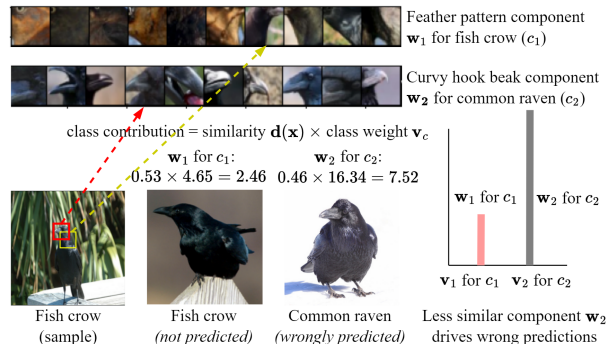 Feather pattern component
w₁ for fish crow (c₁)
Curvy hook beak component
w₂ for common raven (c₂)
class contribution = similarity d(x) × class weight v_c
w₁ for c₁:
0.53 × 4.65 = 2.46
w₂ for c₂:
0.46 × 16.34 = 7.52
w₁ for c₁
w₂ for c₂
v₁ for c₁
v₂ for c₂
Fish crow
(sample)
Fish crow
(not predicted)
Common raven
(wrongly predicted)
Less similar component w₂
drives wrong predictions